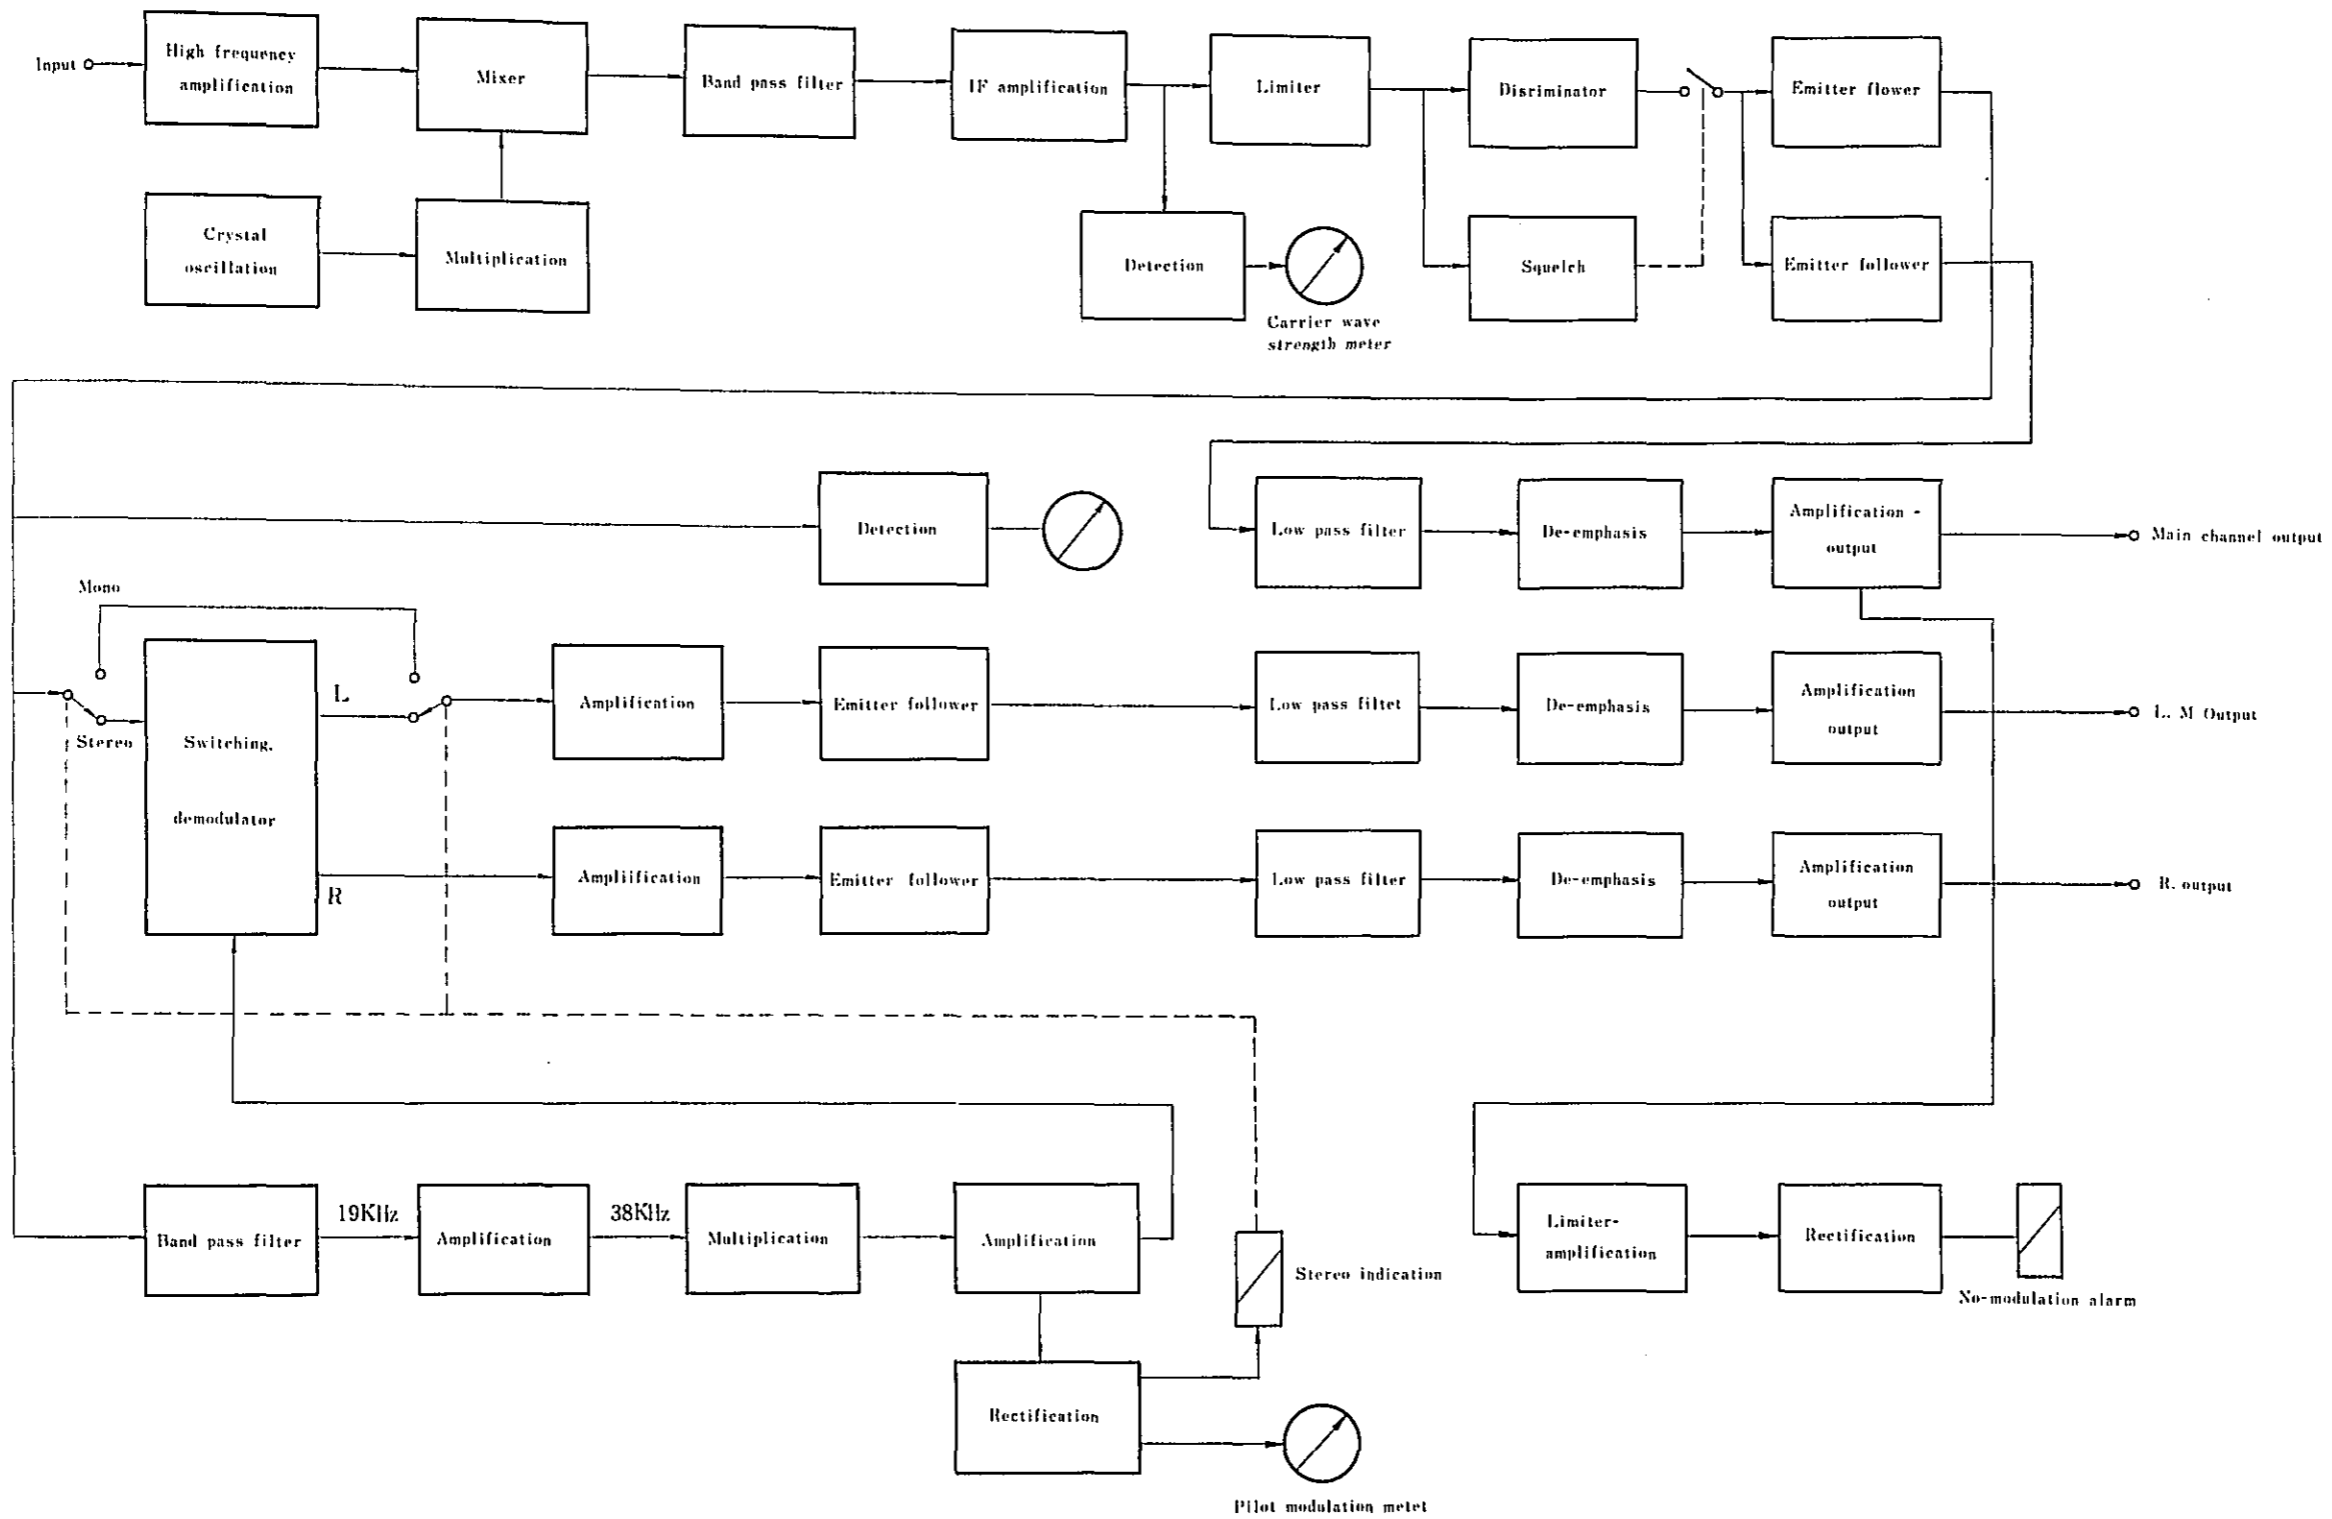 High frequency
amplification
Input
Mixer
Band pass filter
IF amplification
Limiter
Disriminator
Emitter flower
Crystal
oscillation
Multiplication
Detection
Carrier wave
strength meter
Squelch
Emitter follower
Detection
Low pass filter
De-emphasis
Amplification -
output
Main channel output
Mono
Stereo
Switching.
demodulator
L
R
Amplification
Emitter follower
Low pass filtet
De-emphasis
Amplification
output
L. M Output
Ampliification
Emitter follower
Low pass filter
De-emphasis
Amplification
output
R. output
Band pass filter
19KHz
Amplification
38KHz
Multiplication
Amplification
Stereo indication
Limiter-
amplification
Rectification
No-modulation alarm
Rectification
Pilot modulation metet